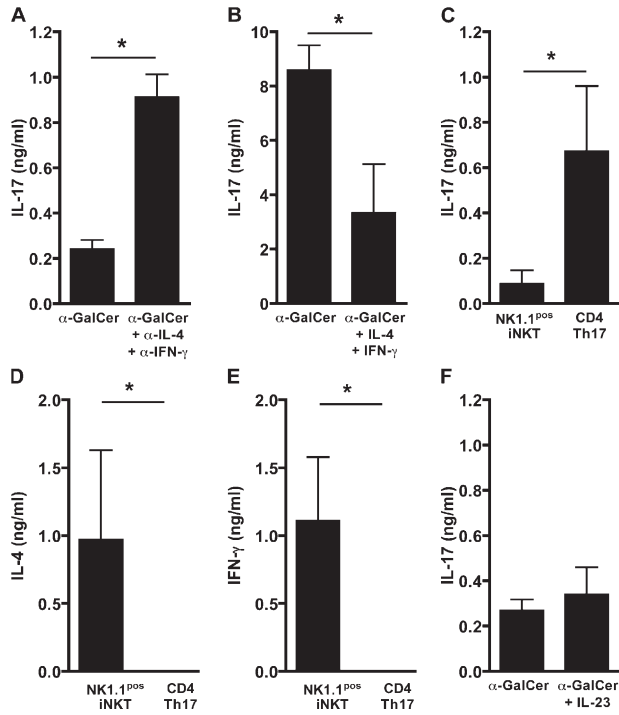 A
B
C
*
*
*
IL-17 (ng/ml)
1.2
1.0
0.8
0.6
0.4
0.2
0.0
α-GalCer
α-GalCer
+ α-IL-4
+ α-IFN-γ
IL-17 (ng/ml)
10
8
6
4
2
0
α-GalCer
α-GalCer
+ IL-4
+ IFN-γ
IL-17 (ng/ml)
1.2
1.0
0.8
0.6
0.4
0.2
0.0
NK1.1pos
iNKT
CD4
Th17
D
E
F
*
*
IL-4 (ng/ml)
2.0
1.5
1.0
0.5
0.0
NK1.1pos
iNKT
CD4
Th17
IFN-γ (ng/ml)
2.0
1.5
1.0
0.5
0.0
NK1.1pos
iNKT
CD4
Th17
IL-17 (ng/ml)
1.2
1.0
0.8
0.6
0.4
0.2
0.0
α-GalCer
α-GalCer
+ IL-23